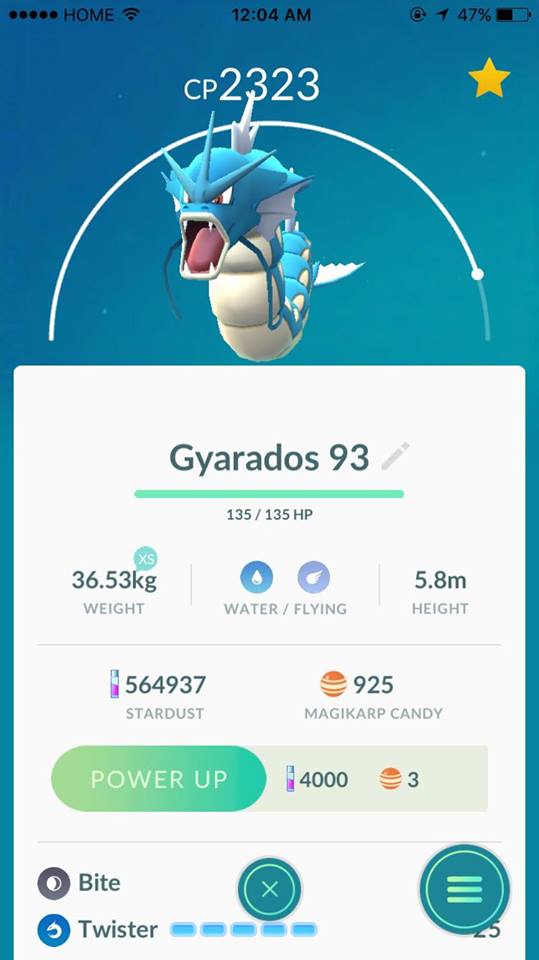 HOME 12:04 AM 47%
CP2323
Gyarados 93
135 / 135 HP
XS
36.53kg 5.8m
WEIGHT WATER / FLYING HEIGHT
564937 925
STARDUST MAGIKARP CANDY
POWER UP 4000 3
Bite
Twister 25